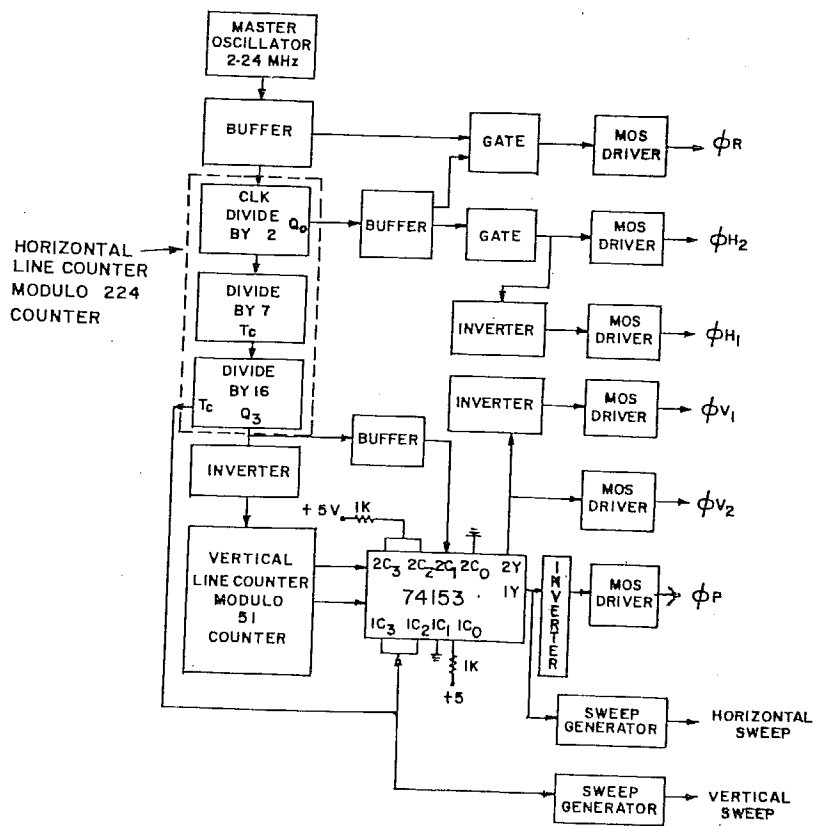 MASTER
OSCILLATOR
2-24 MHz
BUFFER
GATE
MOS
DRIVER
ϕR
CLK
DIVIDE
BY 2
Q0
BUFFER
GATE
MOS
DRIVER
ϕH2
HORIZONTAL
LINE COUNTER
MODULO 224
COUNTER
DIVIDE
BY 7
TC
INVERTER
MOS
DRIVER
ϕH1
DIVIDE
BY 16
TC
Q3
INVERTER
MOS
DRIVER
ϕV1
BUFFER
INVERTER
MOS
DRIVER
ϕV2
+5V
1K
VERTICAL
LINE COUNTER
MODULO
51
COUNTER
2C3 2C2 2C1 2C0 2Y
1Y
74153
1C3 1C2 1C1 1C0
1K
+5
INVERTER
MOS
DRIVER
ϕP
SWEEP
GENERATOR
HORIZONTAL
SWEEP
SWEEP
GENERATOR
VERTICAL
SWEEP